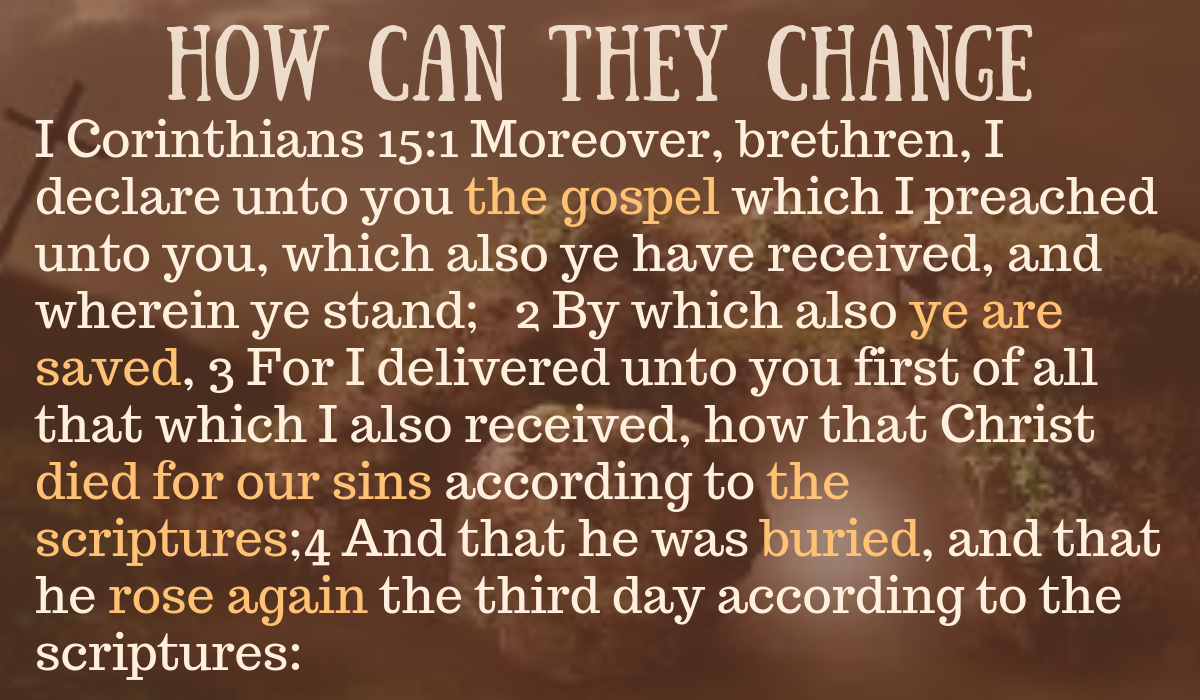 HOW CAN THEY CHANGE
I Corinthians 15:1 Moreover, brethren, I
declare unto you the gospel which I preached
unto you, which also ye have received, and
wherein ye stand;   2 By which also ye are
saved, 3 For I delivered unto you first of all
that which I also received, how that Christ
died for our sins according to the
scriptures;4 And that he was buried, and that
he rose again the third day according to the
scriptures: